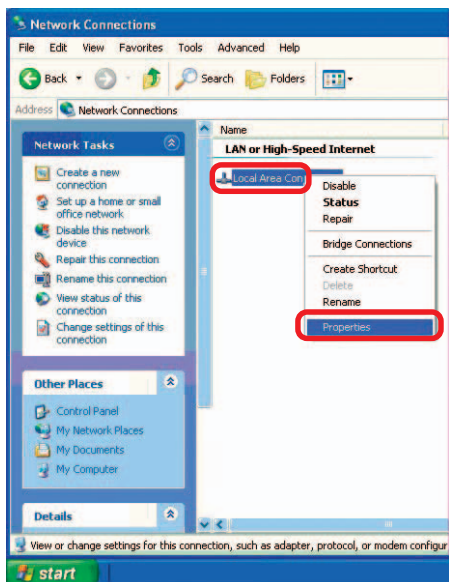 Network Connections
File Edit View Favorites Tools Advanced Help
Back Search Folders
Address Network Connections
Name
LAN or High-Speed Internet
Local Area Con
Disable
Status
Repair
Bridge Connections
Create Shortcut
Delete
Rename
Properties
Network Tasks
Create a new
connection
Set up a home or small
office network
Disable this network
device
Repair this connection
Rename this connection
View status of this
connection
Change settings of this
connection
Other Places
Control Panel
My Network Places
My Documents
My Computer
Details
View or change settings for this connection, such as adapter, protocol, or modem configur
start